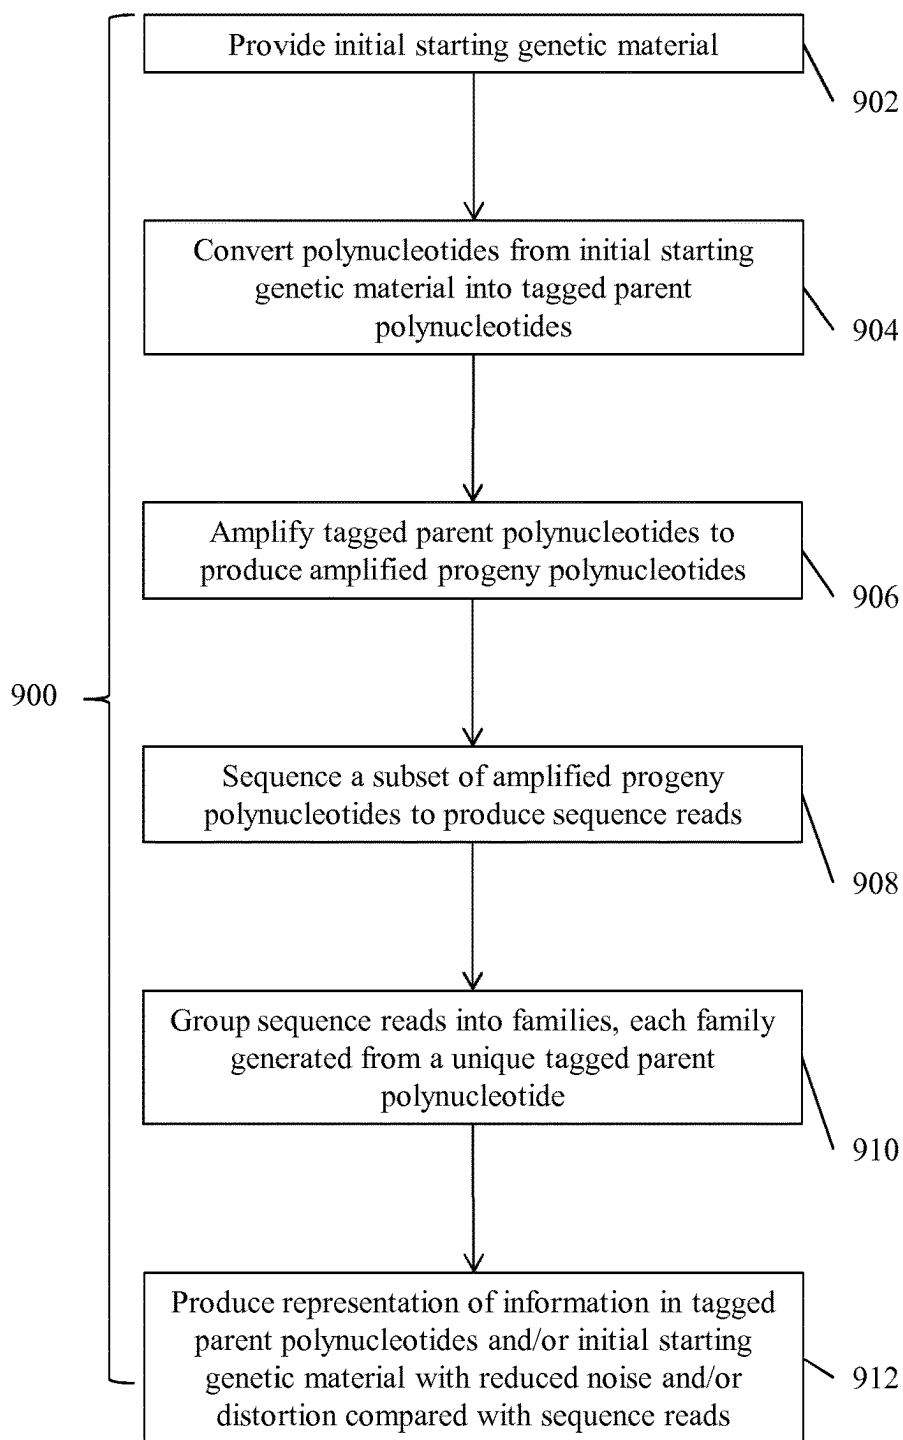 Provide initial starting genetic material
902
Convert polynucleotides from initial starting
genetic material into tagged parent
polynucleotides
904
Amplify tagged parent polynucleotides to
produce amplified progeny polynucleotides
906
900
Sequence a subset of amplified progeny
polynucleotides to produce sequence reads
908
Group sequence reads into families, each family
generated from a unique tagged parent
polynucleotide
910
Produce representation of information in tagged
parent polynucleotides and/or initial starting
genetic material with reduced noise and/or
distortion compared with sequence reads
912